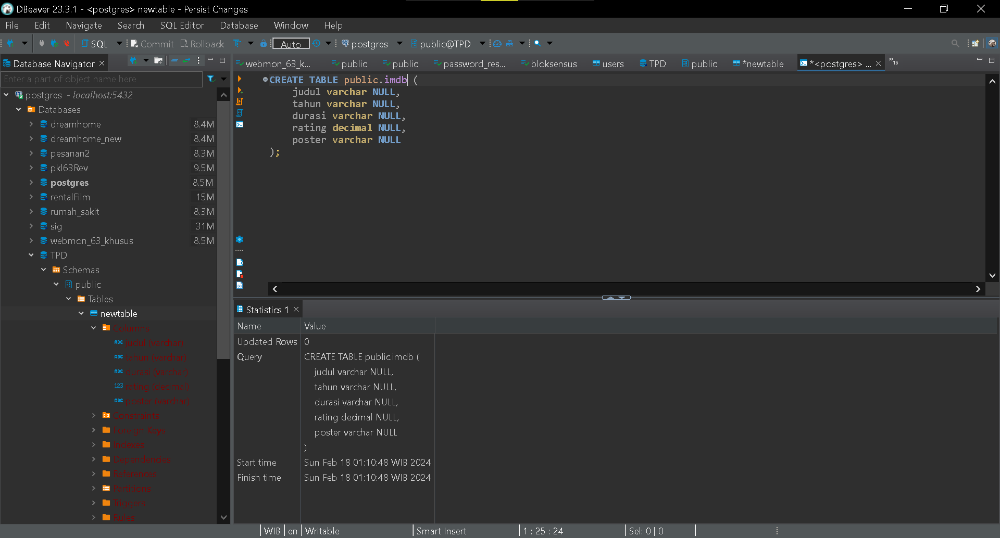 DBeaver 23.3.1 - <postgres> newtable - Persist Changes
File Edit Navigate Search SQL Editor Database Window Help
SQL Commit Rollback Auto postgres public@TPD
Database Navigator
webmon_63_k... public public password_res... bloksensus users TPD public *newtable *<postgres> ... »16
Enter a part of object name here
postgres - localhost:5432
Databases
dreamhome 8.4M
dreamhome_new 8.4M
pesanan2 8.3M
pkl63Rev 9.5M
postgres 8.5M
rentalFilm 15M
rumah_sakit 8.3M
sig 31M
webmon_63_khusus 8.5M
TPD
Schemas
public
Tables
newtable
Columns
ABC judul (varchar)
ABC tahun (varchar)
ABC durasi (varchar)
123 rating (decimal)
ABC poster (varchar)
Constraints
Foreign Keys
Indexes
Dependencies
References
Partitions
Triggers
Rules
CREATE TABLE public.imdb (
judul varchar NULL,
tahun varchar NULL,
durasi varchar NULL,
rating decimal NULL,
poster varchar NULL
);
Statistics 1
Name Value
Updated Rows 0
Query CREATE TABLE public.imdb (
judul varchar NULL,
tahun varchar NULL,
durasi varchar NULL,
rating decimal NULL,
poster varchar NULL
)
Start time Sun Feb 18 01:10:48 WIB 2024
Finish time Sun Feb 18 01:10:48 WIB 2024
WIB en Writable Smart Insert 1 : 25 : 24 Sel: 0 | 0